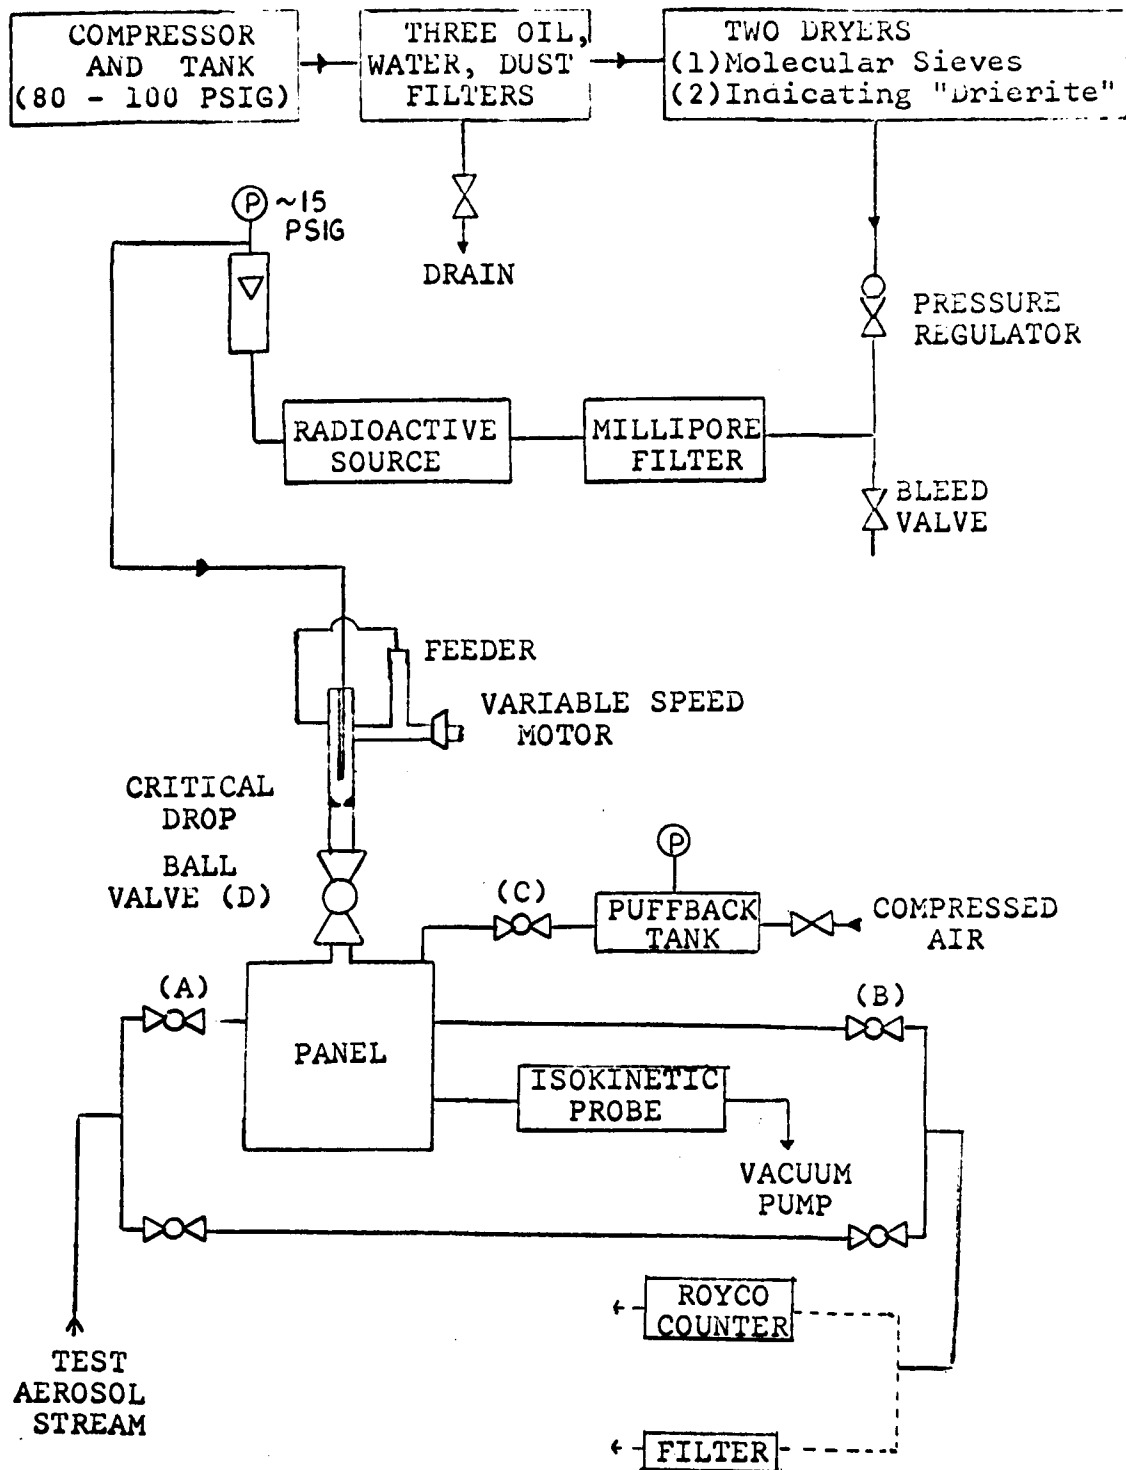 COMPRESSOR
AND TANK
(80 - 100 PSIG)
THREE OIL,
WATER, DUST
FILTERS
TWO DRYERS
(1)Molecular Sieves
(2)Indicating "Drierite"
P
~15
PSIG
DRAIN
PRESSURE
REGULATOR
RADIOACTIVE
SOURCE
MILLIPORE
FILTER
BLEED
VALVE
FEEDER
VARIABLE SPEED
MOTOR
CRITICAL
DROP
BALL
VALVE (D)
P
(C)
PUFFBACK
TANK
COMPRESSED
AIR
(A)
(B)
PANEL
ISOKINETIC
PROBE
VACUUM
PUMP
ROYCO
COUNTER
TEST
AEROSOL
STREAM
FILTER